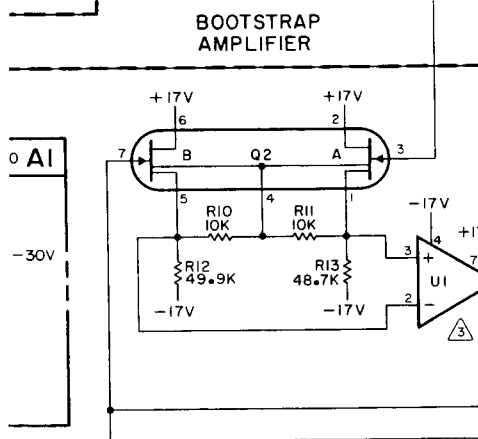 BOOTSTRAP
AMPLIFIER
+17V
+17V
6
2
7
B
Q2
A
3
O A1
5
4
1
-17V
+17
R10
10K
R11
10K
4
-30V
3
+
7
R12
49.9K
R13
48.7K
U1
2
-
-17V
-17V
3